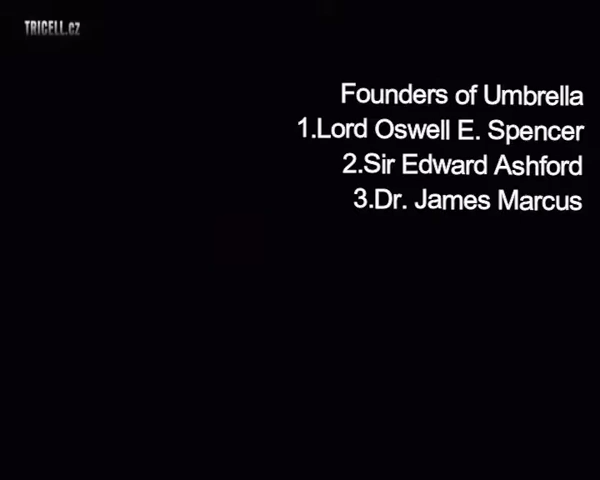 TRICELL.cz
Founders of Umbrella
1.Lord Oswell E. Spencer
2.Sir Edward Ashford
3.Dr. James Marcus